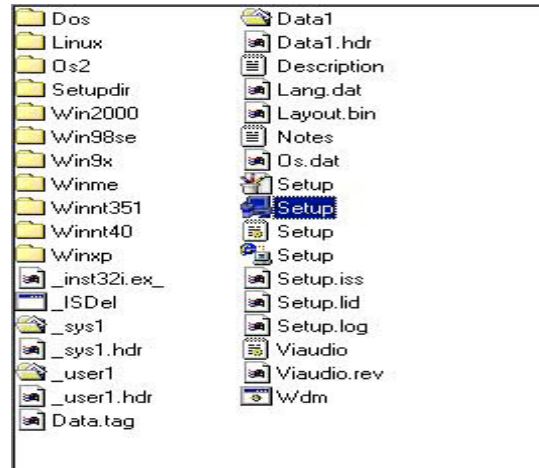 Dos
Linux
Os2
Setupdir
Win2000
Win98se
Win9x
Winme
Winnt351
Winnt40
Winxp
_inst32i.ex_
_ISDel
_sys1
_sys1.hdr
_user1
_user1.hdr
Data.tag
Data1
Data1.hdr
Description
Lang.dat
Layout.bin
Notes
Os.dat
Setup
Setup
Setup
Setup
Setup.iss
Setup.lid
Setup.log
Viaudio
Viaudio.rev
Wdm